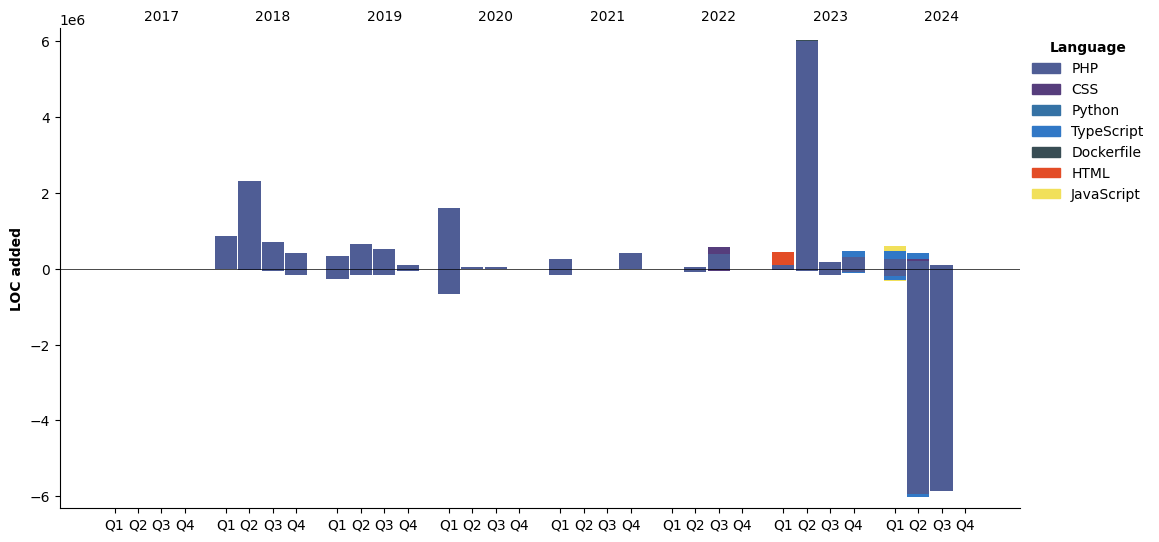 2017 2018 2019 2020 2021 2022 2023 2024
1e6
6
4
2
0
−2
−4
−6
LOC added
Q1 Q2 Q3 Q4 Q1 Q2 Q3 Q4 Q1 Q2 Q3 Q4 Q1 Q2 Q3 Q4 Q1 Q2 Q3 Q4 Q1 Q2 Q3 Q4 Q1 Q2 Q3 Q4 Q1 Q2 Q3 Q4
Language
PHP
CSS
Python
TypeScript
Dockerfile
HTML
JavaScript